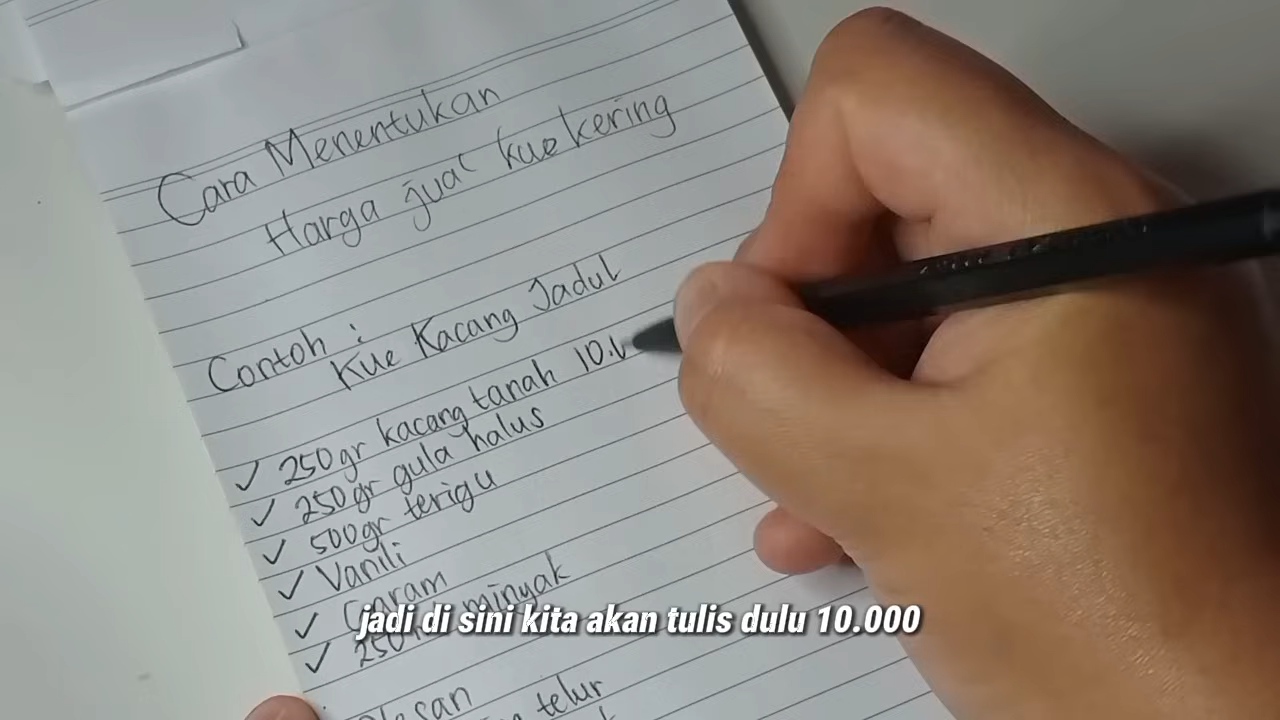 Cara Menentukan
Harga jual kue kering
Contoh :
Kue Kacang Jadul
✓ 250gr kacang tanah 10.
✓ 250gr gula halus
✓ 500gr terigu
✓ Vanili
✓ Garam
✓ 250 minyak
telur
jadi di sini kita akan tulis dulu 10.000